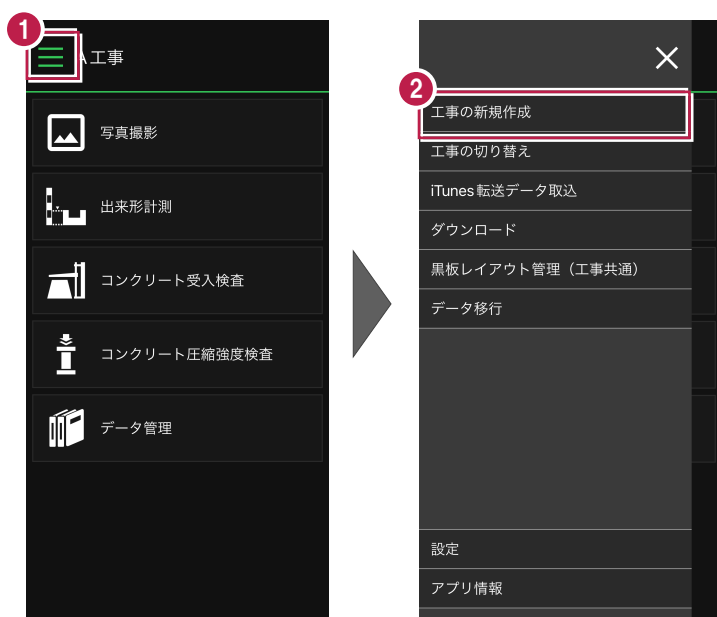 1
A工事
写真撮影
出来形計測
コンクリート受入検査
コンクリート圧縮強度検査
データ管理
2
工事の新規作成
工事の切り替え
iTunes転送データ取込
ダウンロード
黒板レイアウト管理（工事共通）
データ移行
設定
アプリ情報